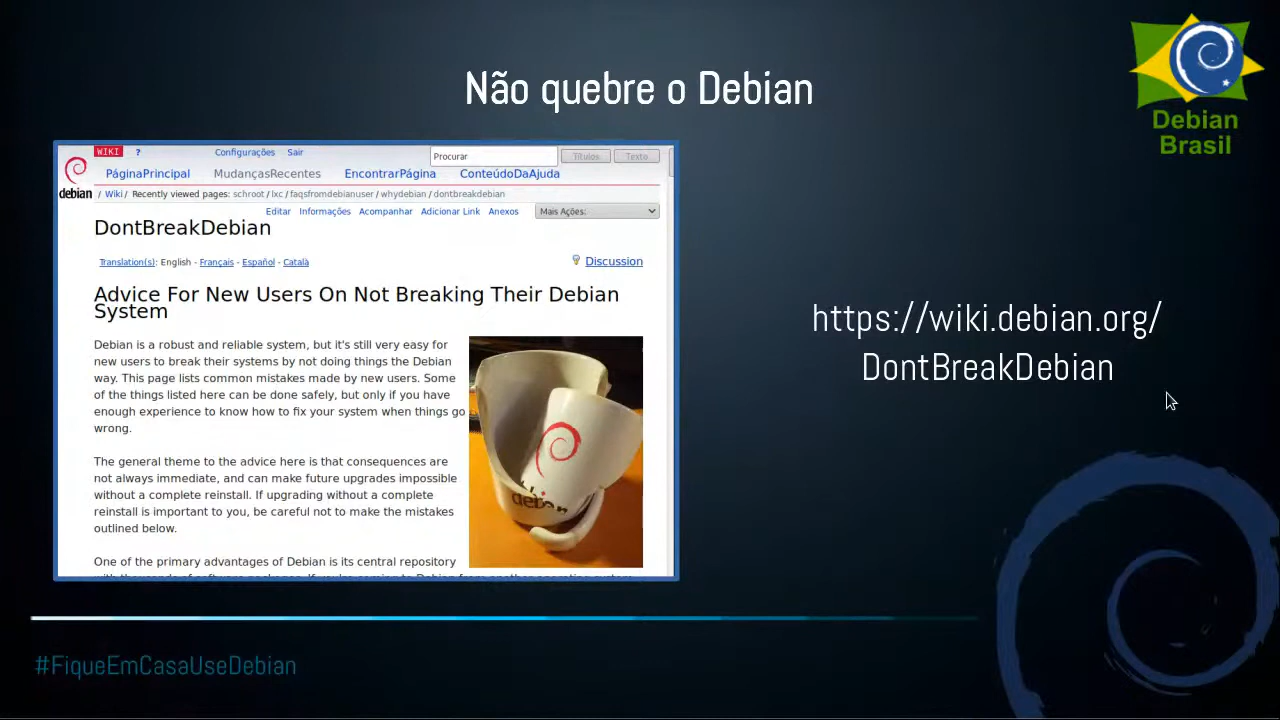 Não quebre o Debian
Debian
Brasil
WIKI ? Configurações Sair Procurar Títulos Texto
PáginaPrincipal MudançasRecentes EncontrarPágina ConteúdoDaAjuda
debian / Wiki / Recently viewed pages: schroot / lxc / faqsfromdebianuser / whydebian / dontbreakdebian
Editar Informações Acompanhar Adicionar Link Anexos Mais Ações:
DontBreakDebian
Translation(s): English - Français - Español - Català
Discussion
Advice For New Users On Not Breaking Their Debian
System
Debian is a robust and reliable system, but it's still very easy for
new users to break their systems by not doing things the Debian
way. This page lists common mistakes made by new users. Some
of the things listed here can be done safely, but only if you have
enough experience to know how to fix your system when things go
wrong.
The general theme to the advice here is that consequences are
not always immediate, and can make future upgrades impossible
without a complete reinstall. If upgrading without a complete
reinstall is important to you, be careful not to make the mistakes
outlined below.
One of the primary advantages of Debian is its central repository
debian
https://wiki.debian.org/
DontBreakDebian
#FiqueEmCasaUseDebian